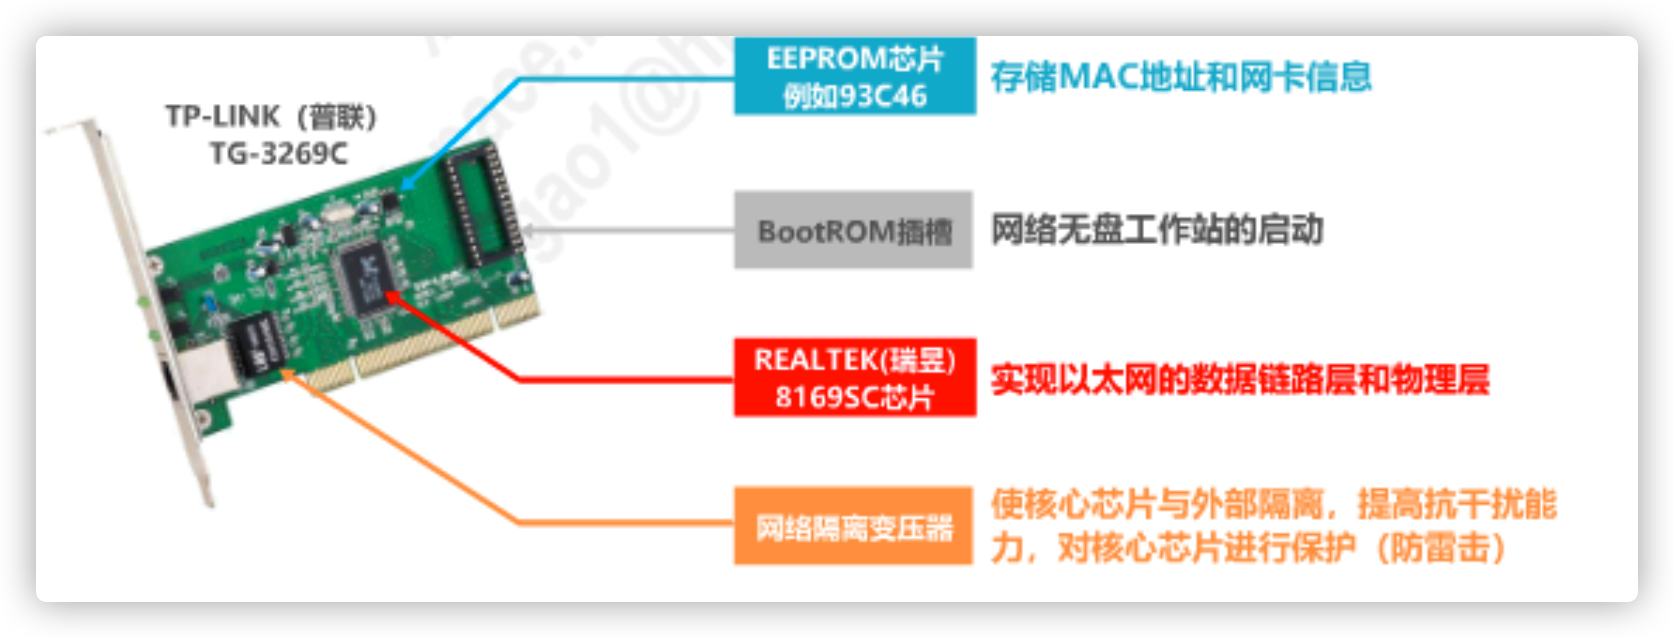 TP-LINK（普联）
TG-3269C
EEPROM芯片
例如93C46
存储MAC地址和网卡信息
BootROM插槽
网络无盘工作站的启动
REALTEK(瑞昱)
8169SC芯片
实现以太网的数据链路层和物理层
网络隔离变压器
使核心芯片与外部隔离，提高抗干扰能
力，对核心芯片进行保护（防雷击）
TP-LINK
gao1@h